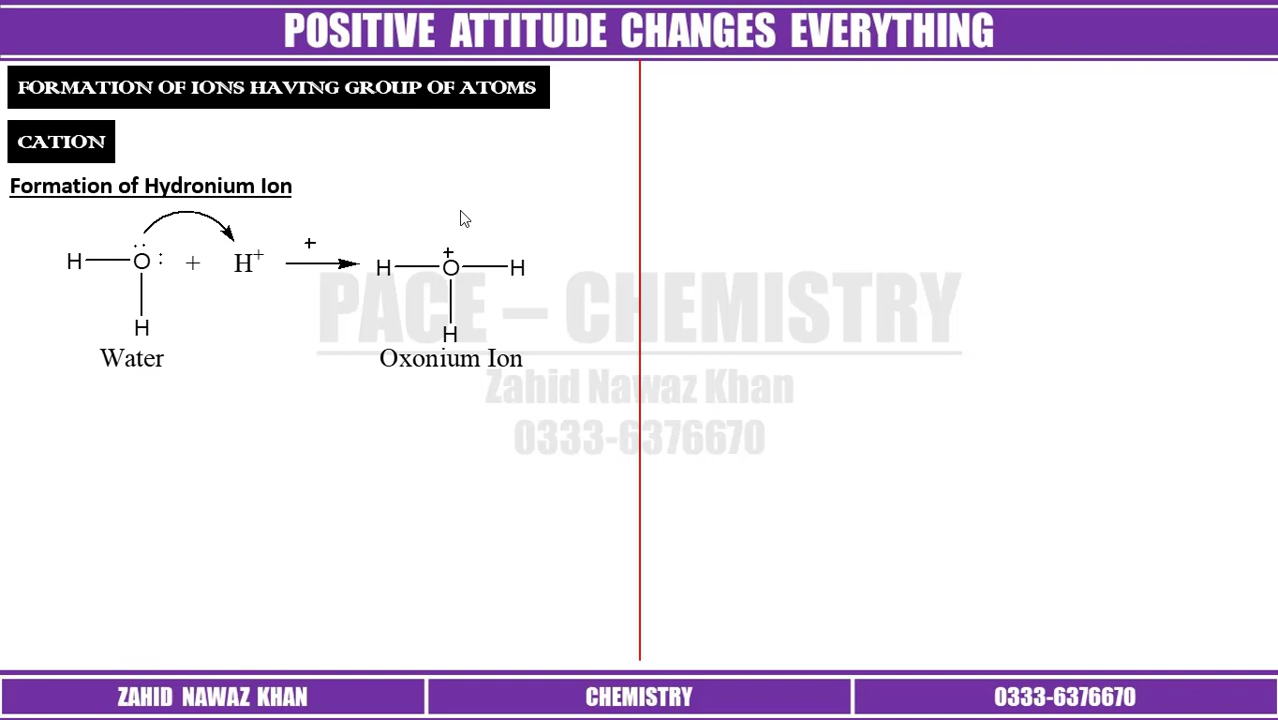 POSITIVE ATTITUDE CHANGES EVERYTHING
FORMATION OF IONS HAVING GROUP OF ATOMS
CATION
Formation of Hydronium Ion
H O : + H+ + H O + H
H H
Water Oxonium Ion
PACE – CHEMISTRY
Zahid Nawaz Khan
0333-6376670
ZAHID NAWAZ KHAN CHEMISTRY 0333-6376670